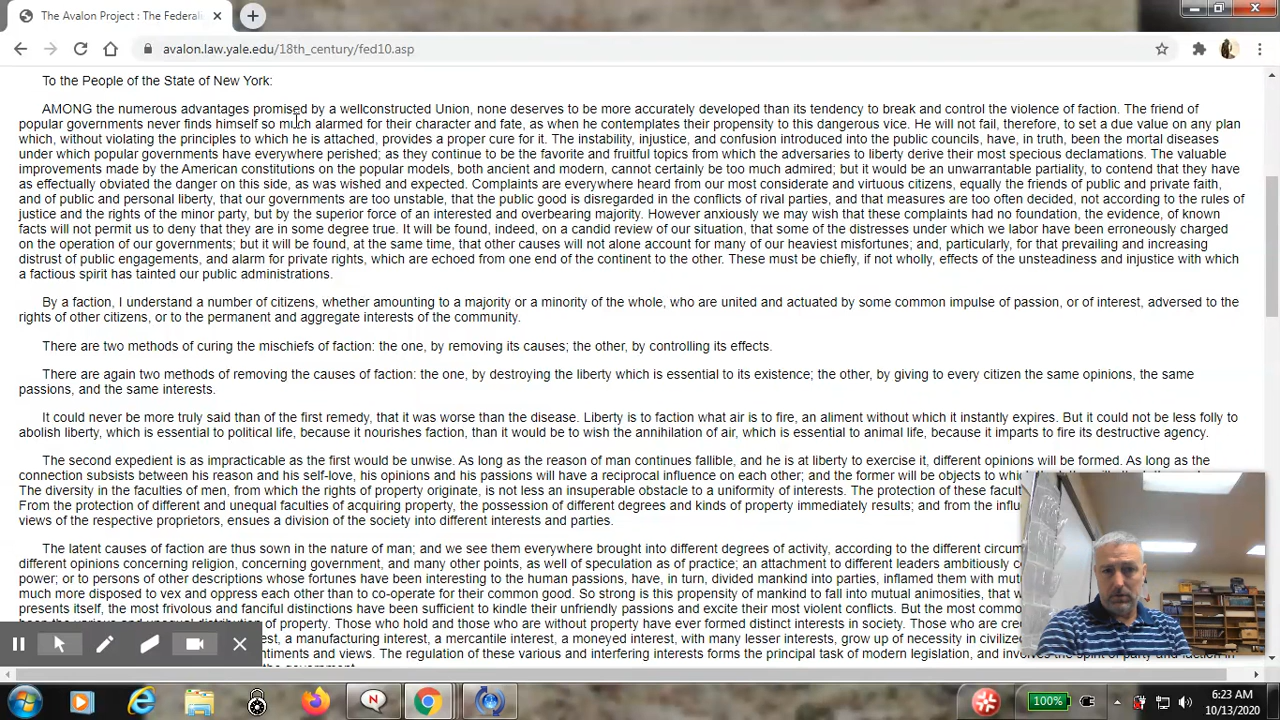 The Avalon Project : The Federali
avalon.law.yale.edu/18th_century/fed10.asp
To the People of the State of New York:
AMONG the numerous advantages promised by a wellconstructed Union, none deserves to be more accurately developed than its tendency to break and control the violence of faction. The friend of
popular governments never finds himself so much alarmed for their character and fate, as when he contemplates their propensity to this dangerous vice. He will not fail, therefore, to set a due value on any plan
which, without violating the principles to which he is attached, provides a proper cure for it. The instability, injustice, and confusion introduced into the public councils, have, in truth, been the mortal diseases
under which popular governments have everywhere perished; as they continue to be the favorite and fruitful topics from which the adversaries to liberty derive their most specious declamations. The valuable
improvements made by the American constitutions on the popular models, both ancient and modern, cannot certainly be too much admired; but it would be an unwarrantable partiality, to contend that they have
as effectually obviated the danger on this side, as was wished and expected. Complaints are everywhere heard from our most considerate and virtuous citizens, equally the friends of public and private faith,
and of public and personal liberty, that our governments are too unstable, that the public good is disregarded in the conflicts of rival parties, and that measures are too often decided, not according to the rules of
justice and the rights of the minor party, but by the superior force of an interested and overbearing majority. However anxiously we may wish that these complaints had no foundation, the evidence, of known
facts will not permit us to deny that they are in some degree true. It will be found, indeed, on a candid review of our situation, that some of the distresses under which we labor have been erroneously charged
on the operation of our governments; but it will be found, at the same time, that other causes will not alone account for many of our heaviest misfortunes; and, particularly, for that prevailing and increasing
distrust of public engagements, and alarm for private rights, which are echoed from one end of the continent to the other. These must be chiefly, if not wholly, effects of the unsteadiness and injustice with which
a factious spirit has tainted our public administrations.
By a faction, I understand a number of citizens, whether amounting to a majority or a minority of the whole, who are united and actuated by some common impulse of passion, or of interest, adversed to the
rights of other citizens, or to the permanent and aggregate interests of the community.
There are two methods of curing the mischiefs of faction: the one, by removing its causes; the other, by controlling its effects.
There are again two methods of removing the causes of faction: the one, by destroying the liberty which is essential to its existence; the other, by giving to every citizen the same opinions, the same
passions, and the same interests.
It could never be more truly said than of the first remedy, that it was worse than the disease. Liberty is to faction what air is to fire, an aliment without which it instantly expires. But it could not be less folly to
abolish liberty, which is essential to political life, because it nourishes faction, than it would be to wish the annihilation of air, which is essential to animal life, because it imparts to fire its destructive agency.
The second expedient is as impracticable as the first would be unwise. As long as the reason of man continues fallible, and he is at liberty to exercise it, different opinions will be formed. As long as the
connection subsists between his reason and his self-love, his opinions and his passions will have a reciprocal influence on each other; and the former will be objects to
The diversity in the faculties of men, from which the rights of property originate, is not less an insuperable obstacle to a uniformity of interests. The protection of these
From the protection of different and unequal faculties of acquiring property, the possession of different degrees and kinds of property immediately results; and from the
views of the respective proprietors, ensues a division of the society into different interests and parties.
The latent causes of faction are thus sown in the nature of man; and we see them everywhere brought into different degrees of activity, according to the different
different opinions concerning religion, concerning government, and many other points, as well of speculation as of practice; an attachment to different leaders ambitiously
power; or to persons of other descriptions whose fortunes have been interesting to the human passions, have, in turn, divided mankind into parties, inflamed them with
much more disposed to vex and oppress each other than to co-operate for their common good. So strong is this propensity of mankind to fall into mutual animosities, that
presents itself, the most frivolous and fanciful distinctions have been sufficient to kindle their unfriendly passions and excite their most violent conflicts. But the most
of property. Those who hold and those who are without property have ever formed distinct interests in society. Those who are
a manufacturing interest, a mercantile interest, a moneyed interest, with many lesser interests, grow up of necessity in
and views. The regulation of these various and interfering interests forms the principal task of modern legislation, and
the government.
100%
6:23 AM
10/13/2020